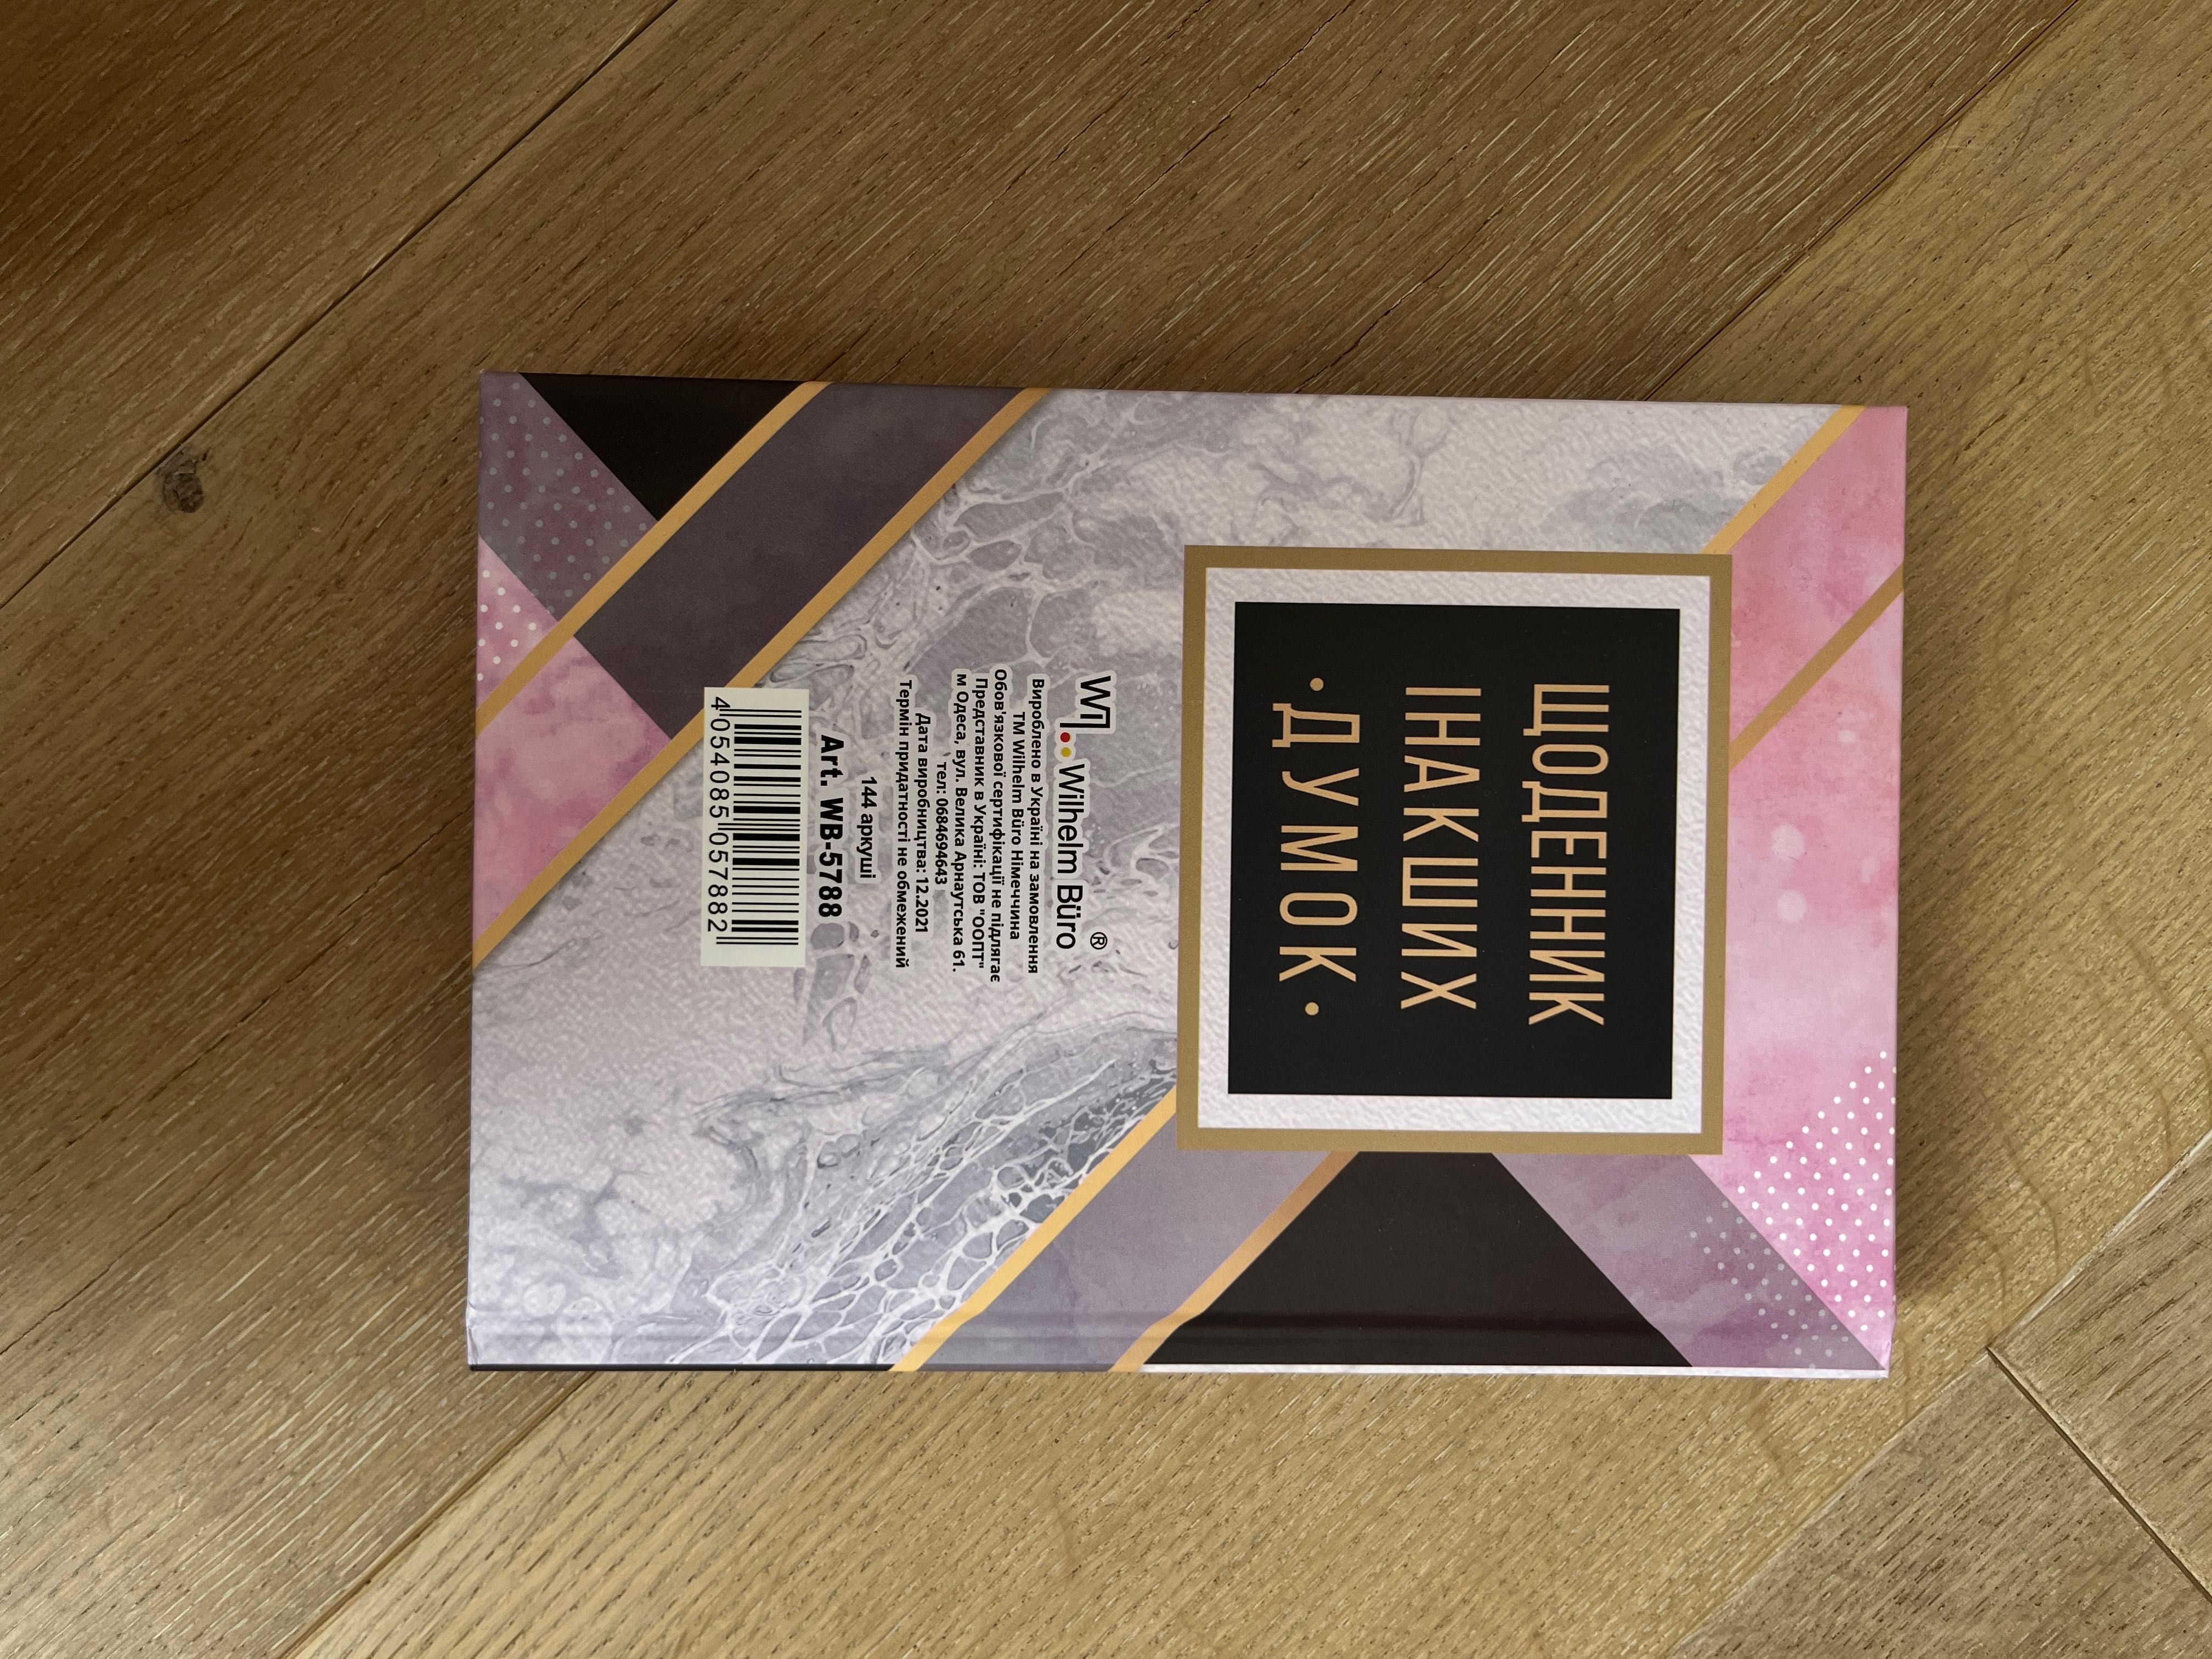 ЩОДЕННИК
ІНАКШИХ
•ДУМОК•
Wilhelm Büro ®
Вироблено в Україні на замовлення
ТМ Wilhelm Büro Німеччина
Обов'язкової сертифікації не підлягає
Представник в Україні: ТОВ "ООПТ"
м Одеса, вул. Велика Арнаутська 61.
тел: 0684694643
Дата виробництва: 12.2021
Термін придатності не обмежений
144 аркуші
Art. WB-5788
4 054085 057882